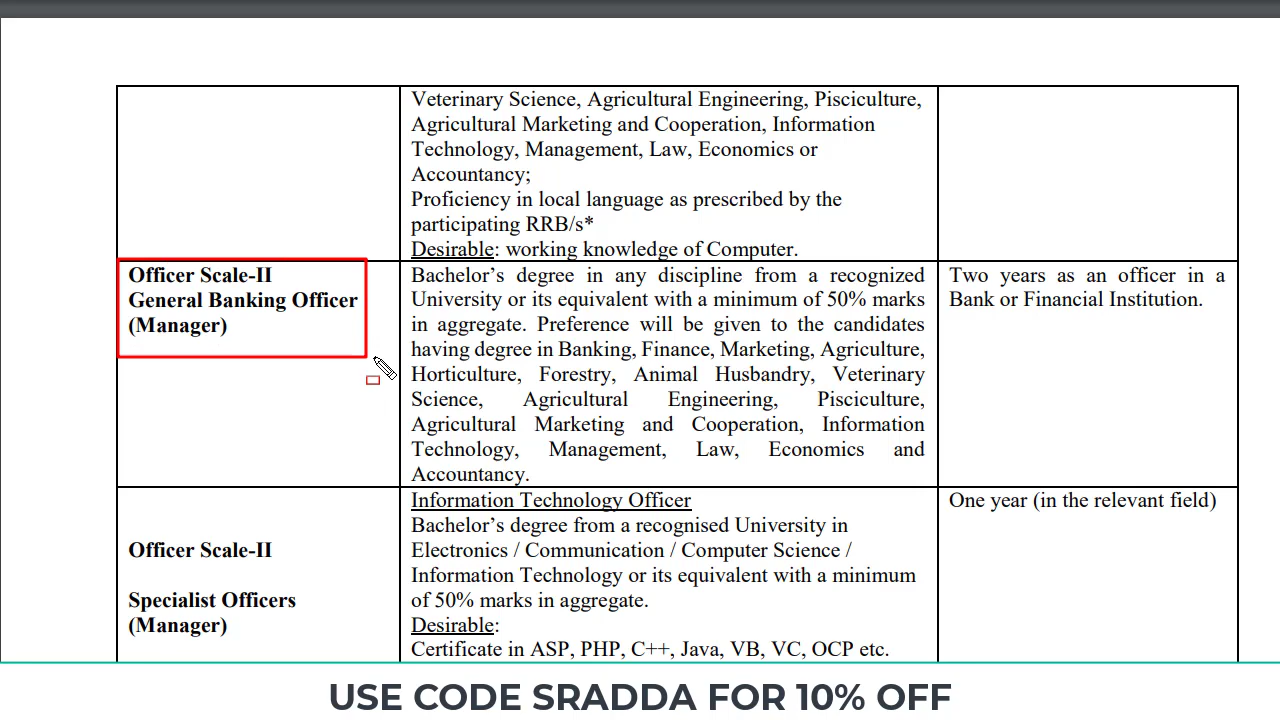 Veterinary Science, Agricultural Engineering, Pisciculture,
Agricultural Marketing and Cooperation, Information
Technology, Management, Law, Economics or
Accountancy;
Proficiency in local language as prescribed by the
participating RRB/s*
Desirable: working knowledge of Computer.
Officer Scale-II
General Banking Officer
(Manager)
Bachelor’s degree in any discipline from a recognized
University or its equivalent with a minimum of 50% marks
in aggregate. Preference will be given to the candidates
having degree in Banking, Finance, Marketing, Agriculture,
Horticulture, Forestry, Animal Husbandry, Veterinary
Science, Agricultural Engineering, Pisciculture,
Agricultural Marketing and Cooperation, Information
Technology, Management, Law, Economics and
Accountancy.
Two years as an officer in a
Bank or Financial Institution.
Officer Scale-II
Specialist Officers
(Manager)
Information Technology Officer
Bachelor’s degree from a recognised University in
Electronics / Communication / Computer Science /
Information Technology or its equivalent with a minimum
of 50% marks in aggregate.
Desirable:
Certificate in ASP, PHP, C++, Java, VB, VC, OCP etc.
One year (in the relevant field)
USE CODE SRADDA FOR 10% OFF